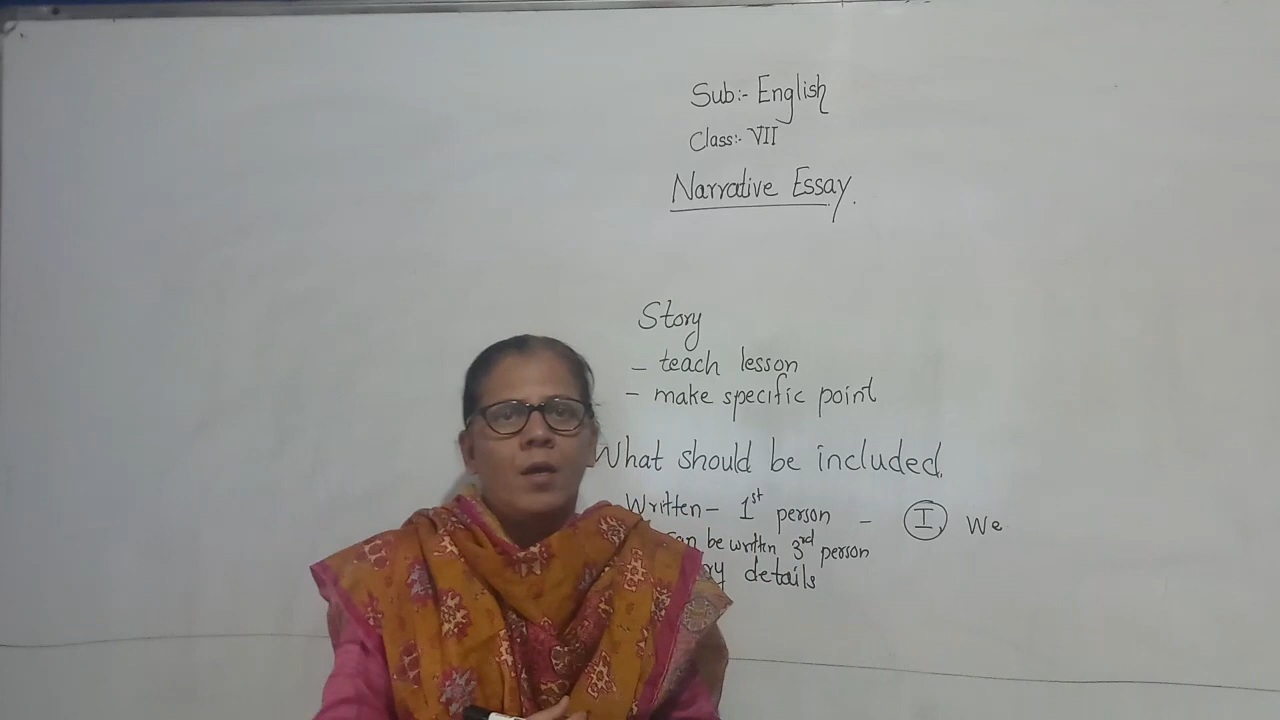 Sub:- English
Class:- VII
Narrative Essay.
Story
- teach lesson
- make specific point
What should be included.
Written - 1st person - I, We
can be written 3rd person
details